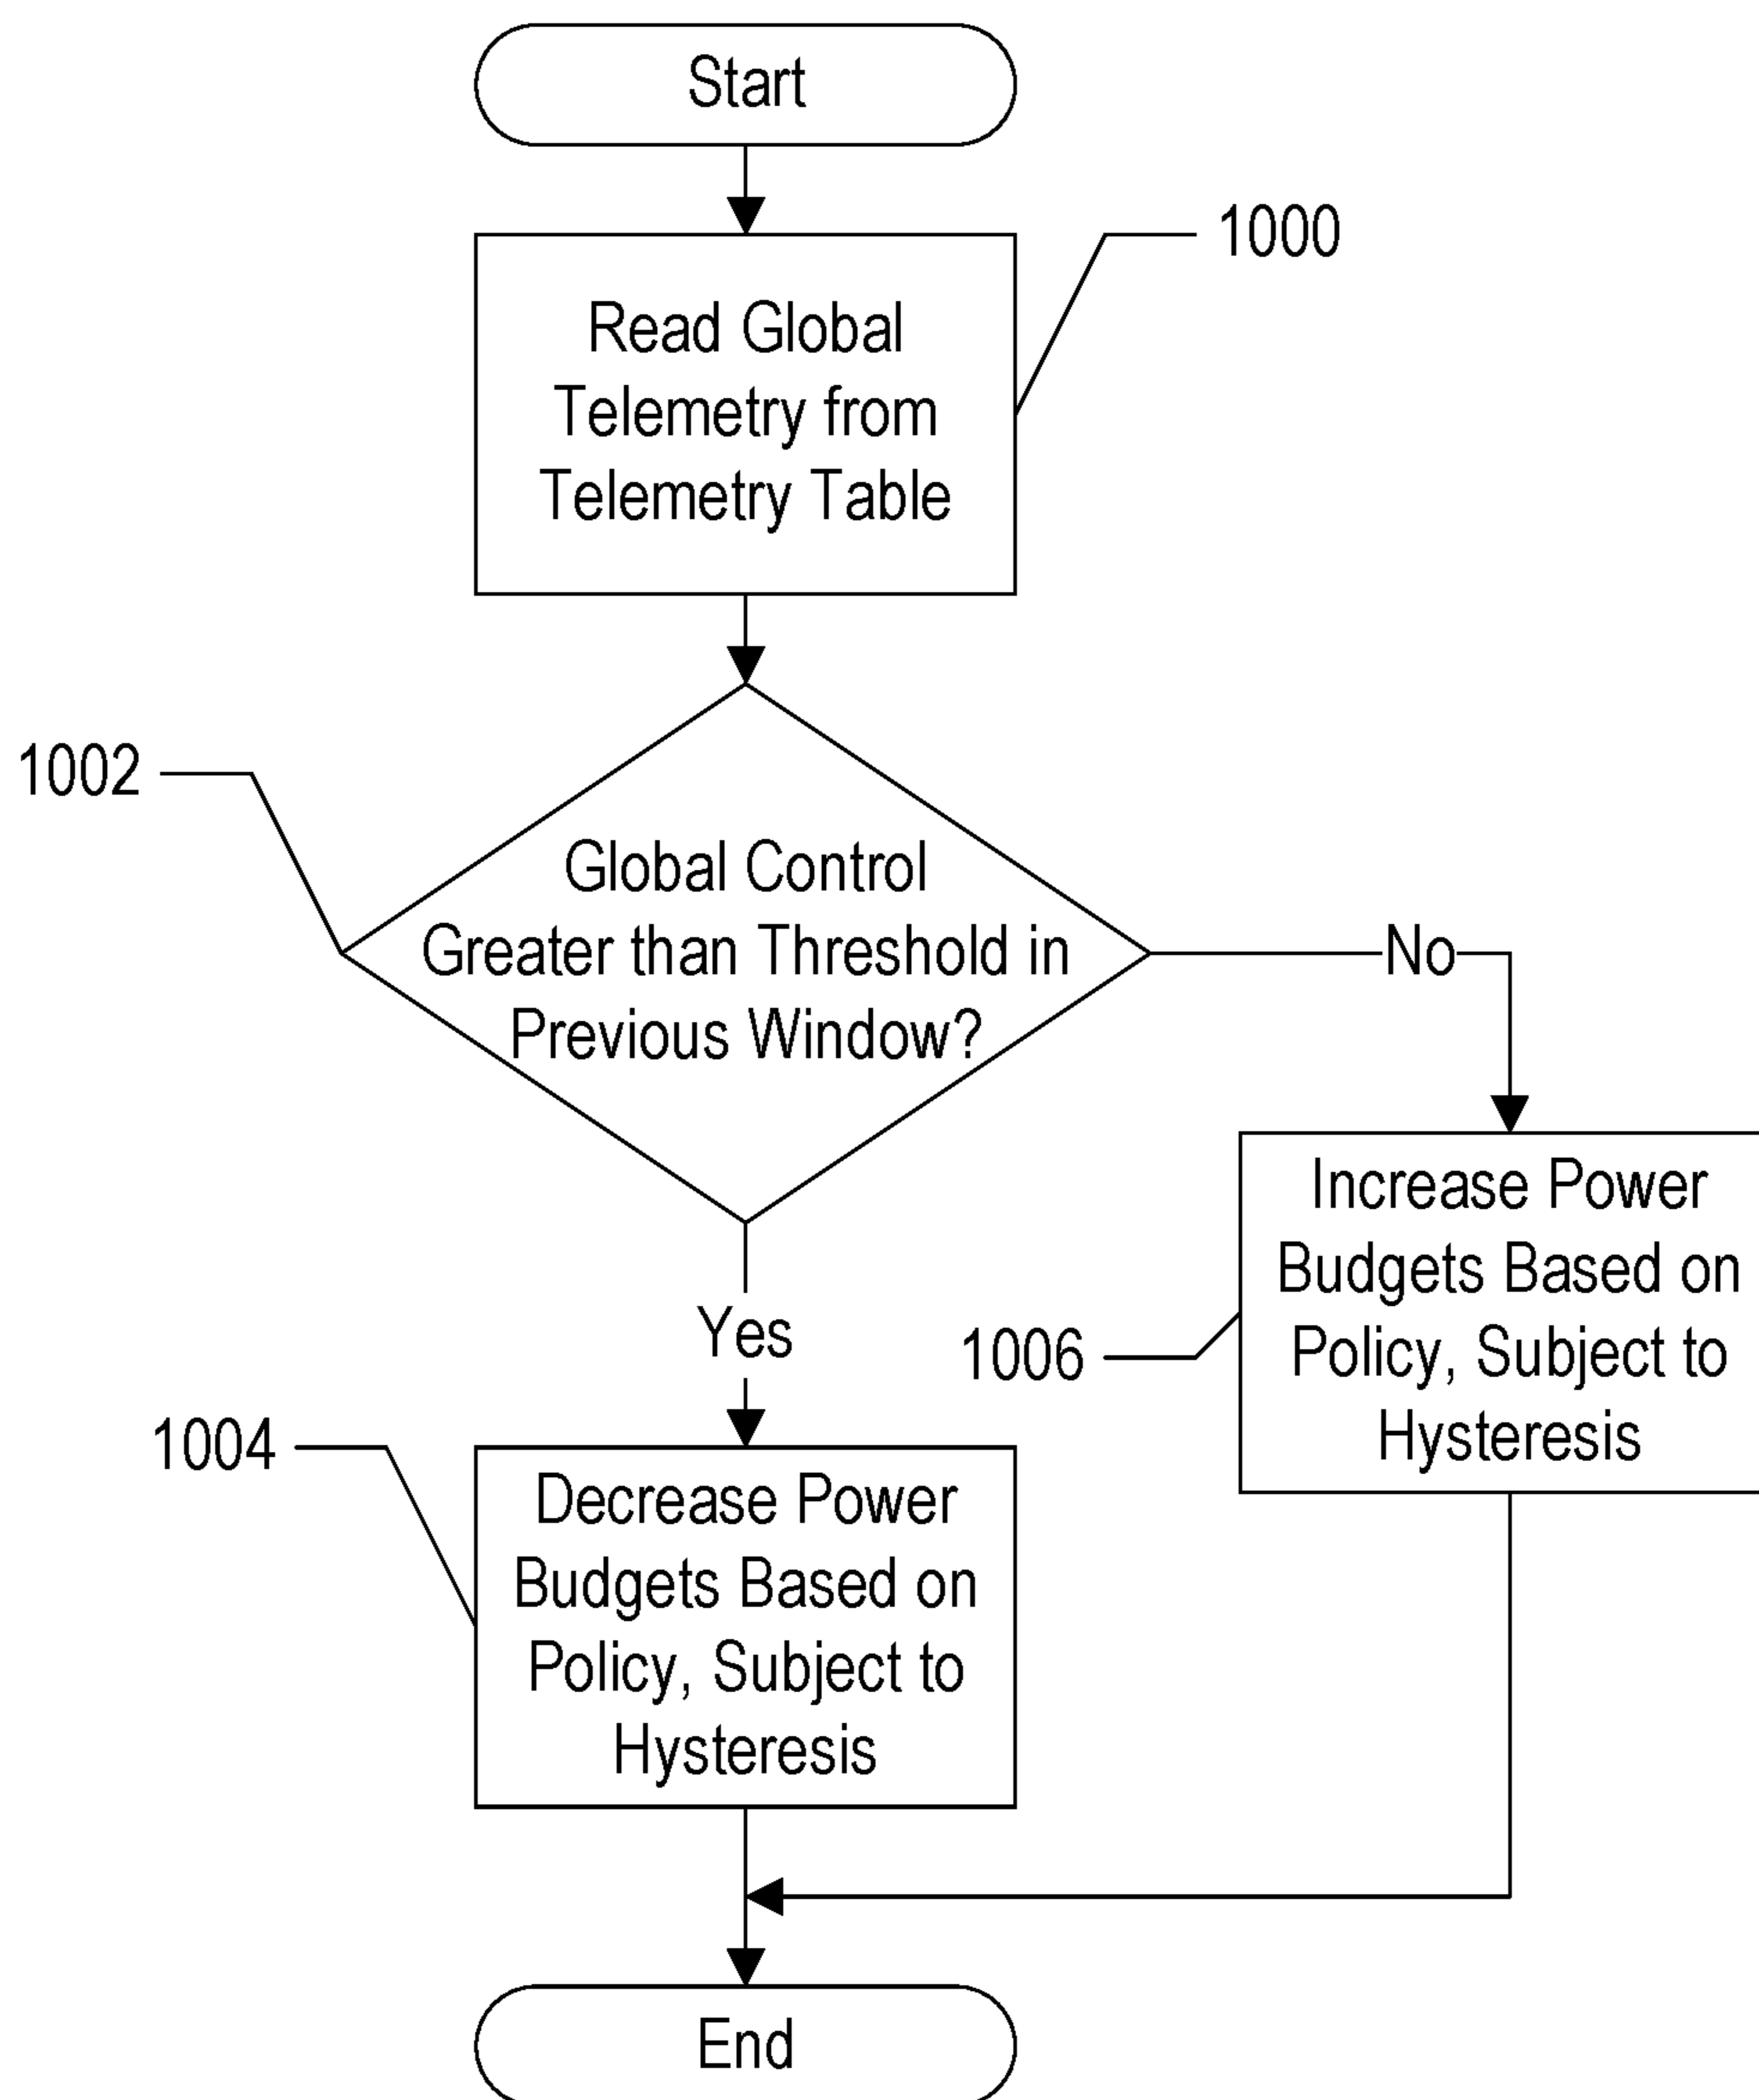 Start
1000
Read Global
Telemetry from
Telemetry Table
1002
Global Control
Greater than Threshold in
Previous Window?
No
Yes
1006
Increase Power
Budgets Based on
Policy, Subject to
Hysteresis
1004
Decrease Power
Budgets Based on
Policy, Subject to
Hysteresis
End